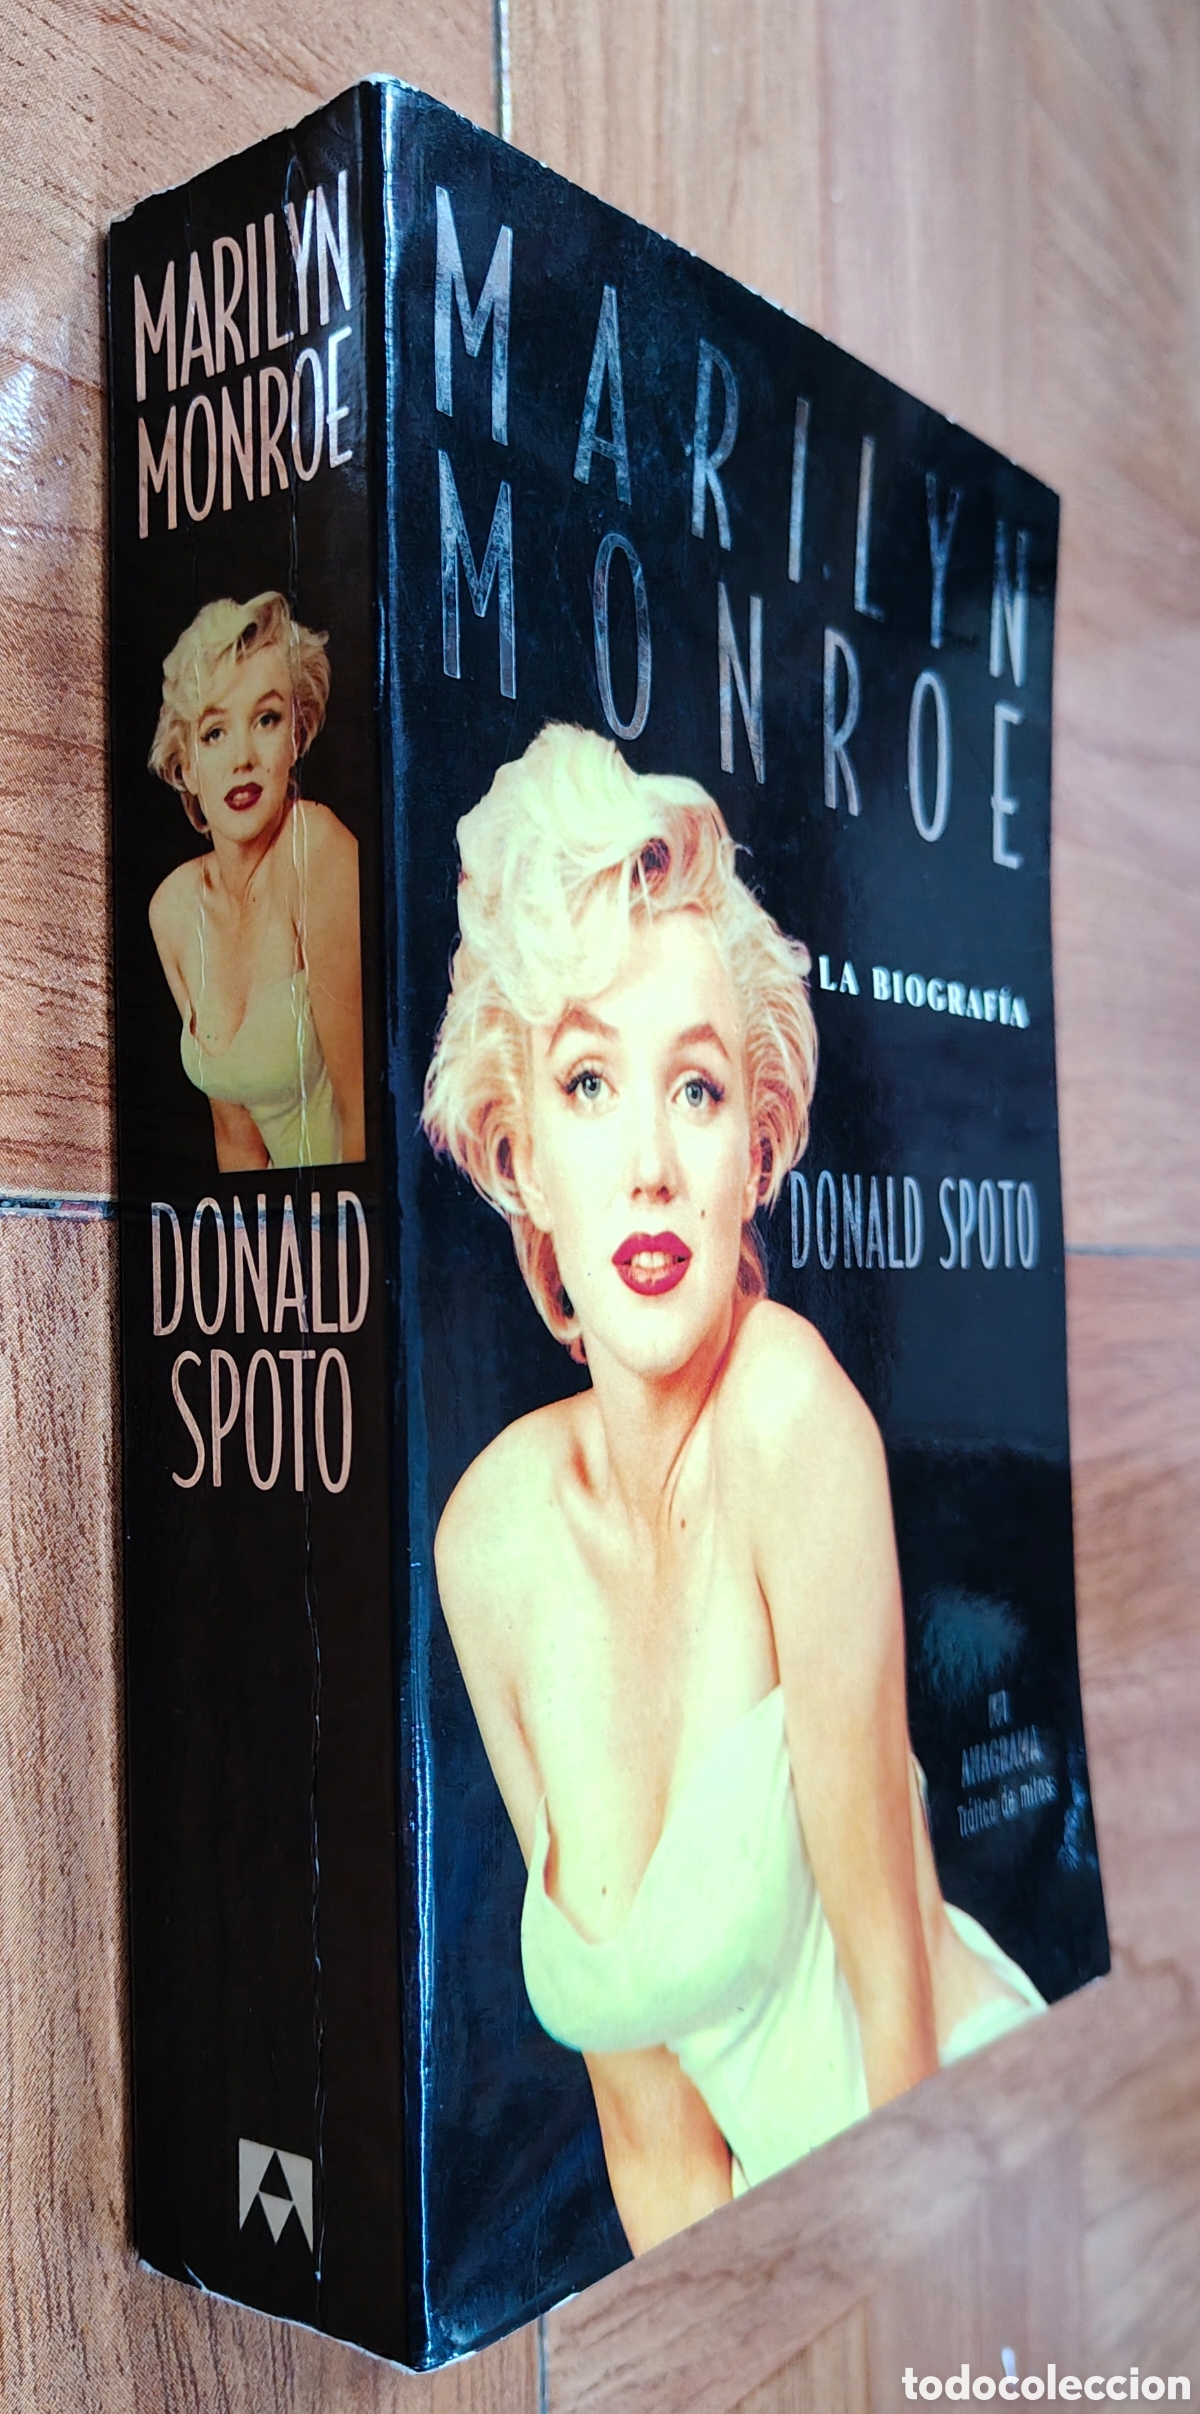 MARILYN
MONROE
DONALD
SPOTO
MARILYN
MONROE
LA BIOGRAFÍA
DONALD SPOTO
ANAGRAMA
Tráfico de mitos
todocoleccion